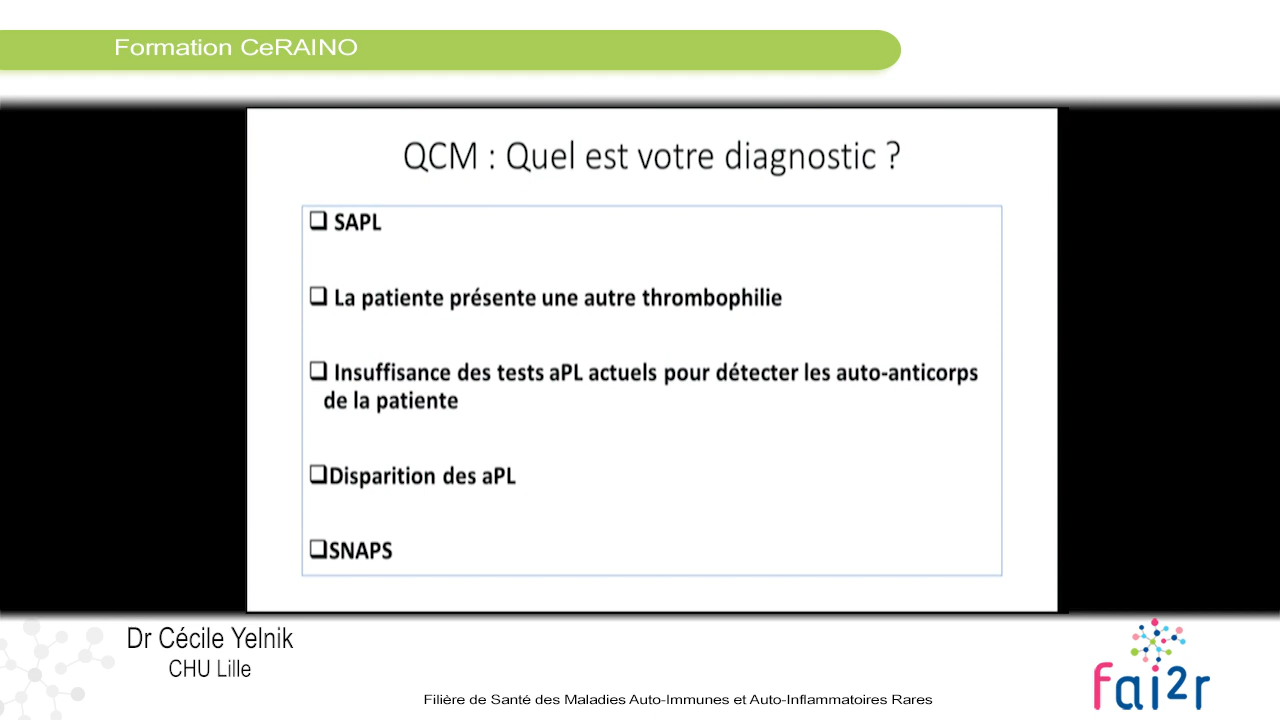 Formation CeRAINO
QCM : Quel est votre diagnostic ?
❑ SAPL
❑ La patiente présente une autre thrombophilie
❑ Insuffisance des tests aPL actuels pour détecter les auto-anticorps
de la patiente
❑Disparition des aPL
❑SNAPS
Dr Cécile Yelnik
CHU Lille
Filière de Santé des Maladies Auto-Immunes et Auto-Inflammatoires Rares
fai2r